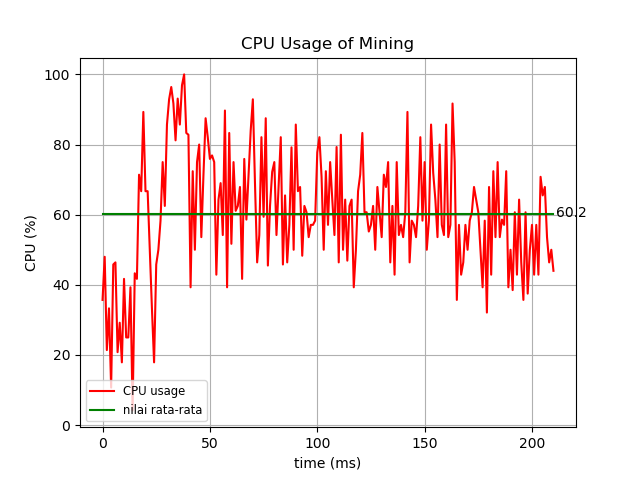 CPU Usage of Mining
100
80
60
40
20
0
CPU (%)
60.2
CPU usage
nilai rata-rata
0
50
100
150
200
time (ms)